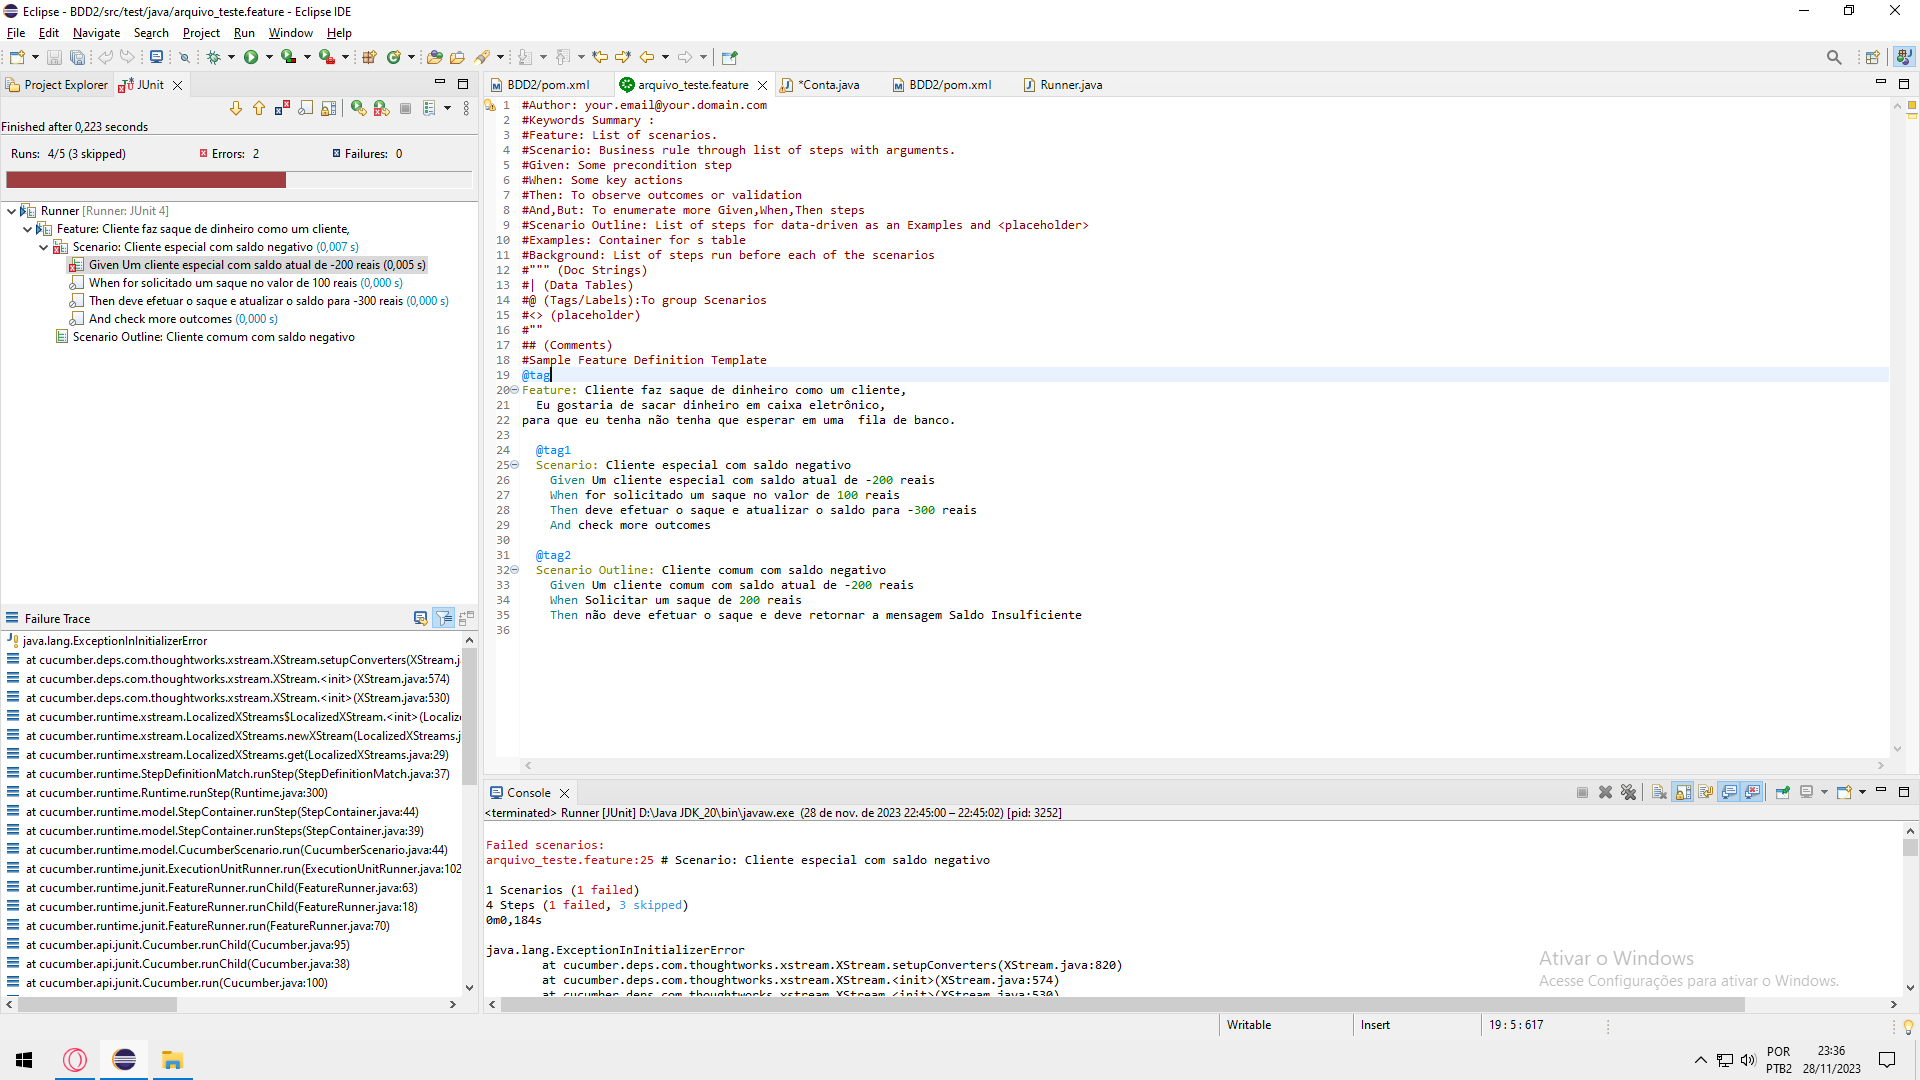 Eclipse - BDD2/src/test/java/arquivo_teste.feature - Eclipse IDE
File Edit Navigate Search Project Run Window Help
Project Explorer JUnit
Finished after 0,223 seconds
Runs: 4/5 (3 skipped) Errors: 2 Failures: 0
Runner [Runner: JUnit 4]
Feature: Cliente faz saque de dinheiro como um cliente,
Scenario: Cliente especial com saldo negativo (0,007 s)
Given Um cliente especial com saldo atual de -200 reais (0,005 s)
When for solicitado um saque no valor de 100 reais (0,000 s)
Then deve efetuar o saque e atualizar o saldo para -300 reais (0,000 s)
And check more outcomes (0,000 s)
Scenario Outline: Cliente comum com saldo negativo
Failure Trace
java.lang.ExceptionInInitializerError
at cucumber.deps.com.thoughtworks.xstream.XStream.setupConverters(XStream.j
at cucumber.deps.com.thoughtworks.xstream.XStream.<init>(XStream.java:574)
at cucumber.deps.com.thoughtworks.xstream.XStream.<init>(XStream.java:530)
at cucumber.runtime.xstream.LocalizedXStreams$LocalizedXStream.<init>(Localiz
at cucumber.runtime.xstream.LocalizedXStreams.newXStream(LocalizedXStreams.j
at cucumber.runtime.xstream.LocalizedXStreams.get(LocalizedXStreams.java:29)
at cucumber.runtime.StepDefinitionMatch.runStep(StepDefinitionMatch.java:37)
at cucumber.runtime.Runtime.runStep(Runtime.java:300)
at cucumber.runtime.model.StepContainer.runStep(StepContainer.java:44)
at cucumber.runtime.model.StepContainer.runSteps(StepContainer.java:39)
at cucumber.runtime.model.CucumberScenario.run(CucumberScenario.java:44)
at cucumber.runtime.junit.ExecutionUnitRunner.run(ExecutionUnitRunner.java:102
at cucumber.runtime.junit.FeatureRunner.runChild(FeatureRunner.java:63)
at cucumber.runtime.junit.FeatureRunner.runChild(FeatureRunner.java:18)
at cucumber.runtime.junit.FeatureRunner.run(FeatureRunner.java:70)
at cucumber.api.junit.Cucumber.runChild(Cucumber.java:95)
at cucumber.api.junit.Cucumber.runChild(Cucumber.java:38)
at cucumber.api.junit.Cucumber.run(Cucumber.java:100)
BDD2/pom.xml arquivo_teste.feature *Conta.java BDD2/pom.xml Runner.java
1 #Author: your.email@your.domain.com
2 #Keywords Summary :
3 #Feature: List of scenarios.
4 #Scenario: Business rule through list of steps with arguments.
5 #Given: Some precondition step
6 #When: Some key actions
7 #Then: To observe outcomes or validation
8 #And,But: To enumerate more Given,When,Then steps
9 #Scenario Outline: List of steps for data-driven as an Examples and <placeholder>
10 #Examples: Container for s table
11 #Background: List of steps run before each of the scenarios
12 #""" (Doc Strings)
13 #| (Data Tables)
14 #@ (Tags/Labels):To group Scenarios
15 #<> (placeholder)
16 #""
17 ## (Comments)
18 #Sample Feature Definition Template
19 @tag
20 Feature: Cliente faz saque de dinheiro como um cliente,
21 Eu gostaria de sacar dinheiro em caixa eletrônico,
22 para que eu tenha não tenha que esperar em uma  fila de banco.
23
24 @tag1
25 Scenario: Cliente especial com saldo negativo
26 Given Um cliente especial com saldo atual de -200 reais
27 When for solicitado um saque no valor de 100 reais
28 Then deve efetuar o saque e atualizar o saldo para -300 reais
29 And check more outcomes
30
31 @tag2
32 Scenario Outline: Cliente comum com saldo negativo
33 Given Um cliente comum com saldo atual de -200 reais
34 When Solicitar um saque de 200 reais
35 Then não deve efetuar o saque e deve retornar a mensagem Saldo Insulficiente
36
Console
<terminated> Runner [JUnit] D:\Java JDK_20\bin\javaw.exe (28 de nov. de 2023 22:45:00 – 22:45:02) [pid: 3252]
Failed scenarios:
arquivo_teste.feature:25 # Scenario: Cliente especial com saldo negativo
1 Scenarios (1 failed)
4 Steps (1 failed, 3 skipped)
0m0,184s
java.lang.ExceptionInInitializerError
at cucumber.deps.com.thoughtworks.xstream.XStream.setupConverters(XStream.java:820)
at cucumber.deps.com.thoughtworks.xstream.XStream.<init>(XStream.java:574)
at cucumber.deps.com.thoughtworks.xstream.XStream.<init>(XStream.java:530)
Ativar o Windows
Acesse Configurações para ativar o Windows.
Writable Insert 19 : 5 : 617
POR
PTB2
23:36
28/11/2023